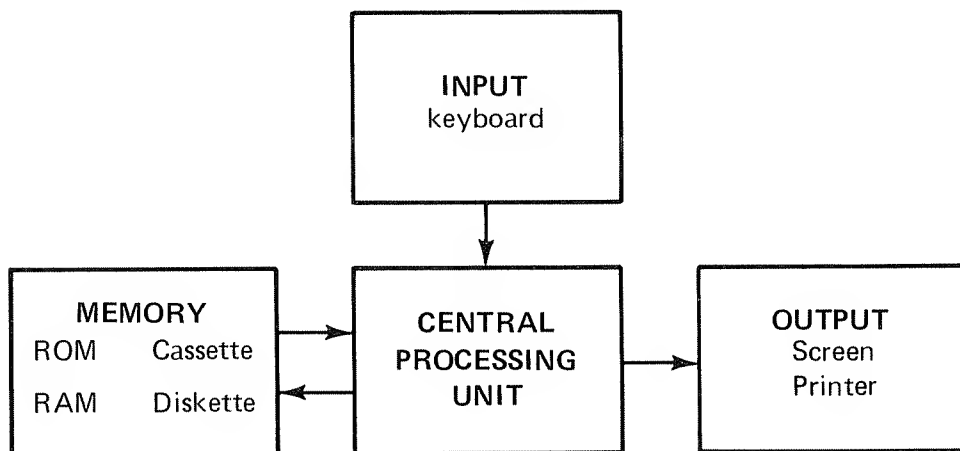 INPUT
keyboard
MEMORY
ROM Cassette
RAM Diskette
CENTRAL
PROCESSING
UNIT
OUTPUT
Screen
Printer